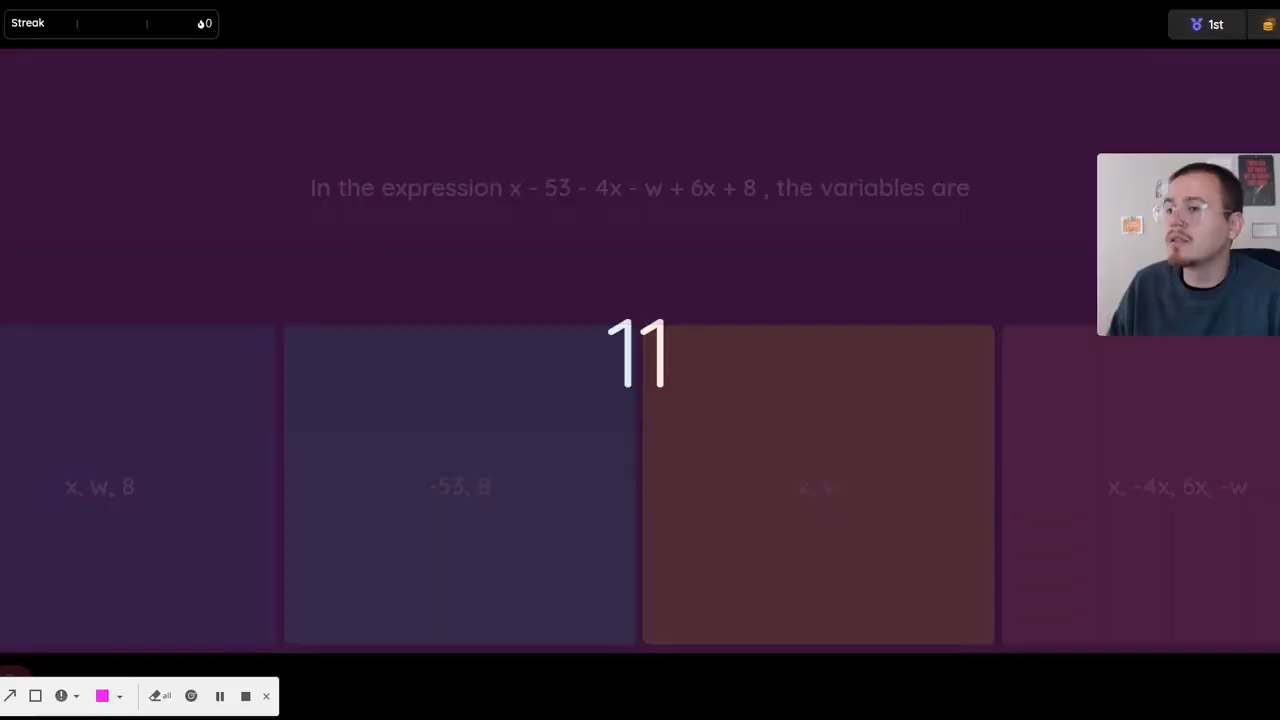 Streak
0
1st
In the expression x - 53 - 4x - w + 6x + 8 , the variables are
11
x, w, 8
-53, 8
x, w
x, -4x, 6x, -w
all